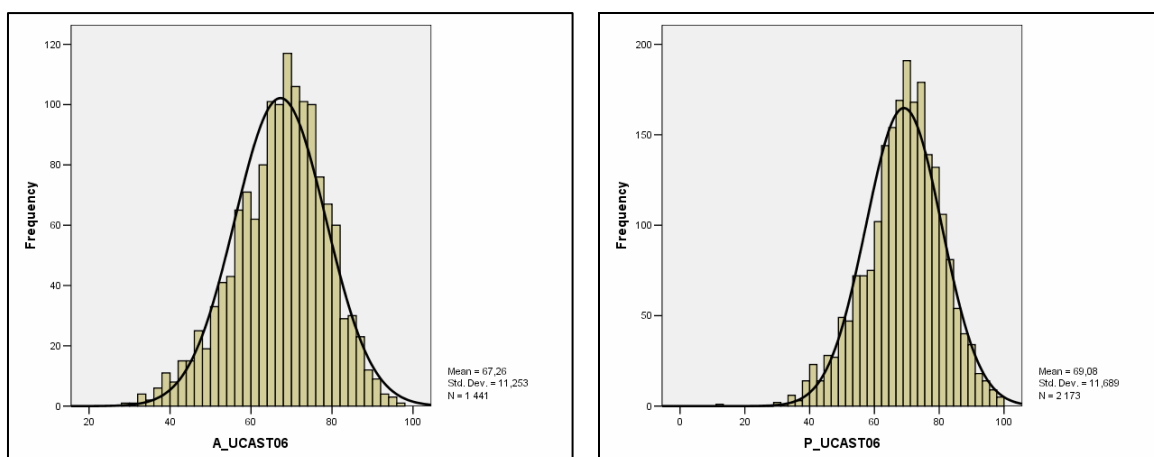 120
100
80
60
40
20
0
Frequency
20
40
60
80
100
A_UCAST06
Mean = 67,26
Std. Dev. = 11,253
N = 1 441
200
150
100
50
0
Frequency
0
20
40
60
80
100
P_UCAST06
Mean = 69,08
Std. Dev. = 11,689
N = 2 173